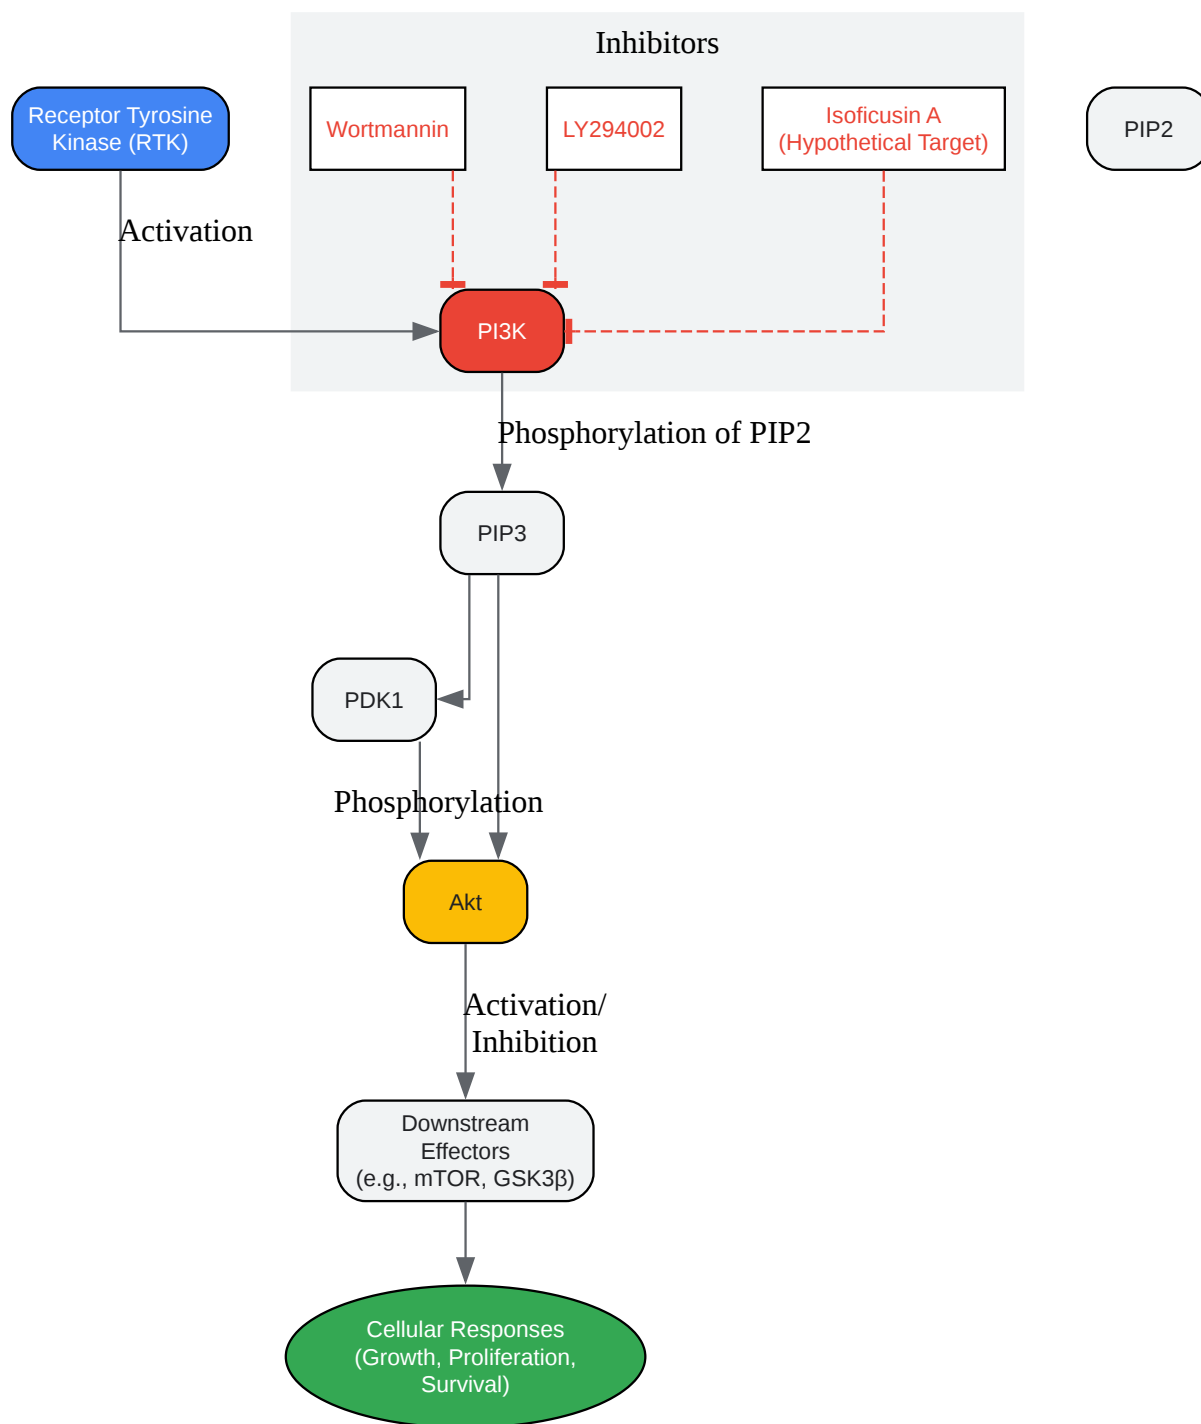 Inhibitors
Receptor Tyrosine
Kinase (RTK)
Wortmannin
LY294002
Isoficusin A
(Hypothetical Target)
PIP2
Activation
PI3K
Phosphorylation of PIP2
PIP3
PDK1
Phosphorylation
Akt
Activation/
Inhibition
Downstream
Effectors
(e.g., mTOR, GSK3β)
Cellular Responses
(Growth, Proliferation,
Survival)